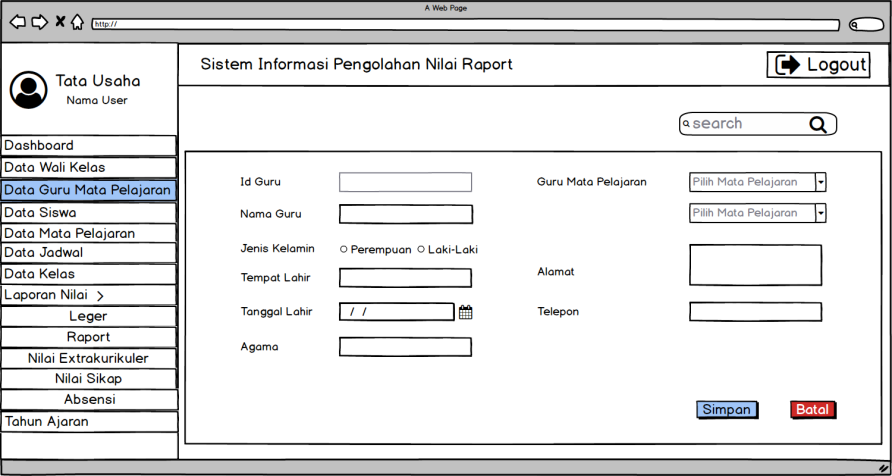 A Web Page
http://
Sistem Informasi Pengolahan Nilai Raport
Logout
Tata Usaha
Nama User
search
Dashboard
Data Wali Kelas
Data Guru Mata Pelajaran
Data Siswa
Data Mata Pelajaran
Data Jadwal
Data Kelas
Laporan Nilai >
Leger
Raport
Nilai Extrakurikuler
Nilai Sikap
Absensi
Tahun Ajaran
Id Guru
Nama Guru
Jenis Kelamin
Perempuan Laki-Laki
Tempat Lahir
Tanggal Lahir
/ /
Agama
Guru Mata Pelajaran
Pilih Mata Pelajaran
Pilih Mata Pelajaran
Alamat
Telepon
Simpan
Batal